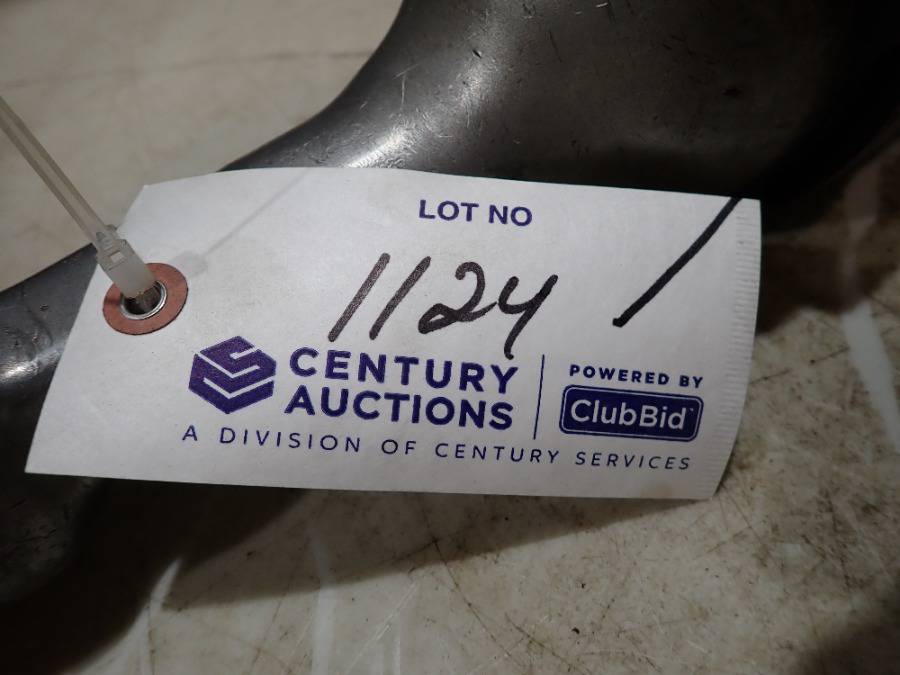 LOT NO
1124 /
CENTURY
AUCTIONS
A DIVISION OF CENTURY SERVICES
POWERED BY
ClubBid